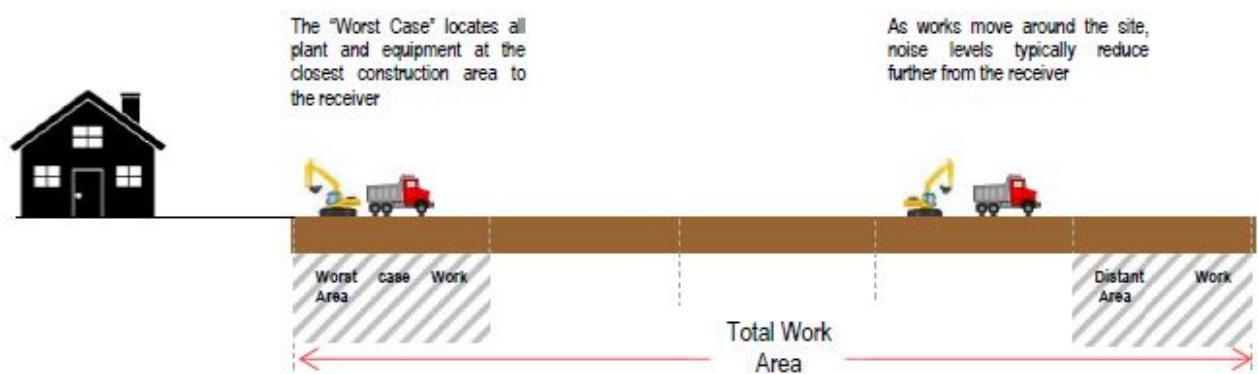 The "Worst Case" locates all
plant and equipment at the
closest construction area to
the receiver
As works move around the site,
noise levels typically reduce
further from the receiver
Worst case Work
Area
Distant Work
Area
Total Work
Area